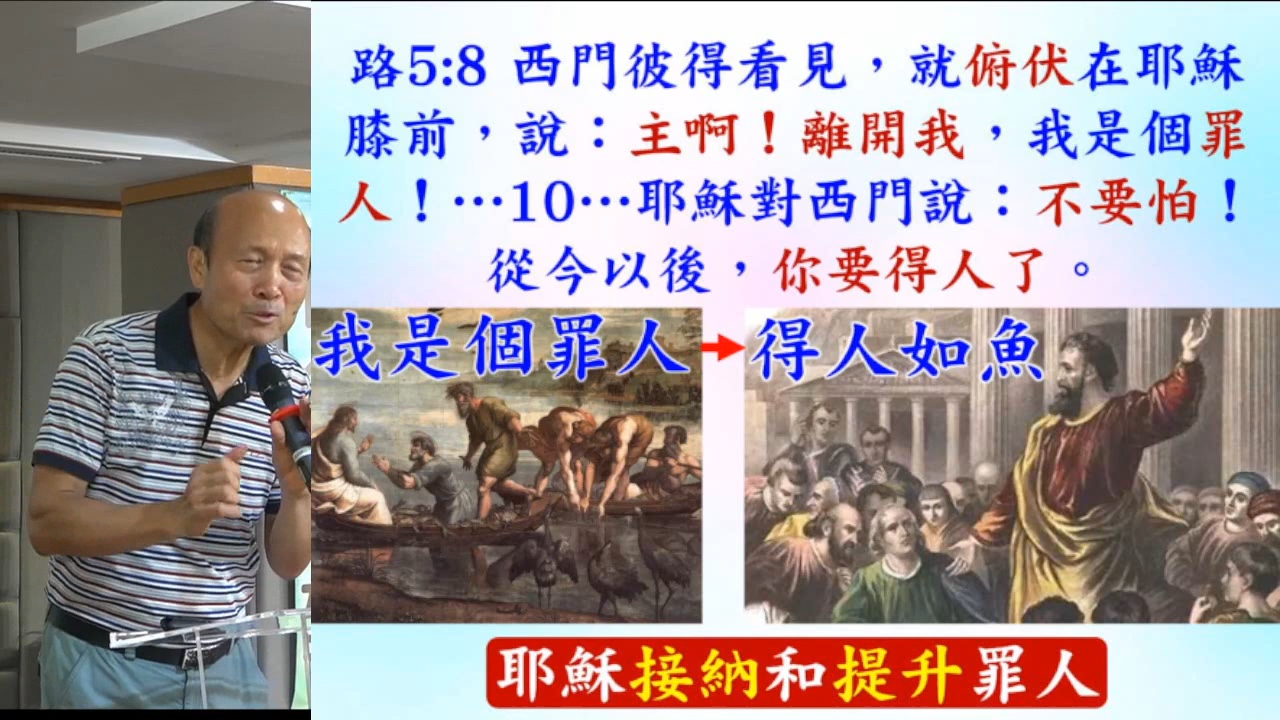 路5:8 西門彼得看見，就俯伏在耶穌
膝前，說：主啊！離開我，我是個罪
人！…10…耶穌對西門說：不要怕！
從今以後，你要得人了。
我是個罪人
得人如魚
耶穌接納和提升罪人